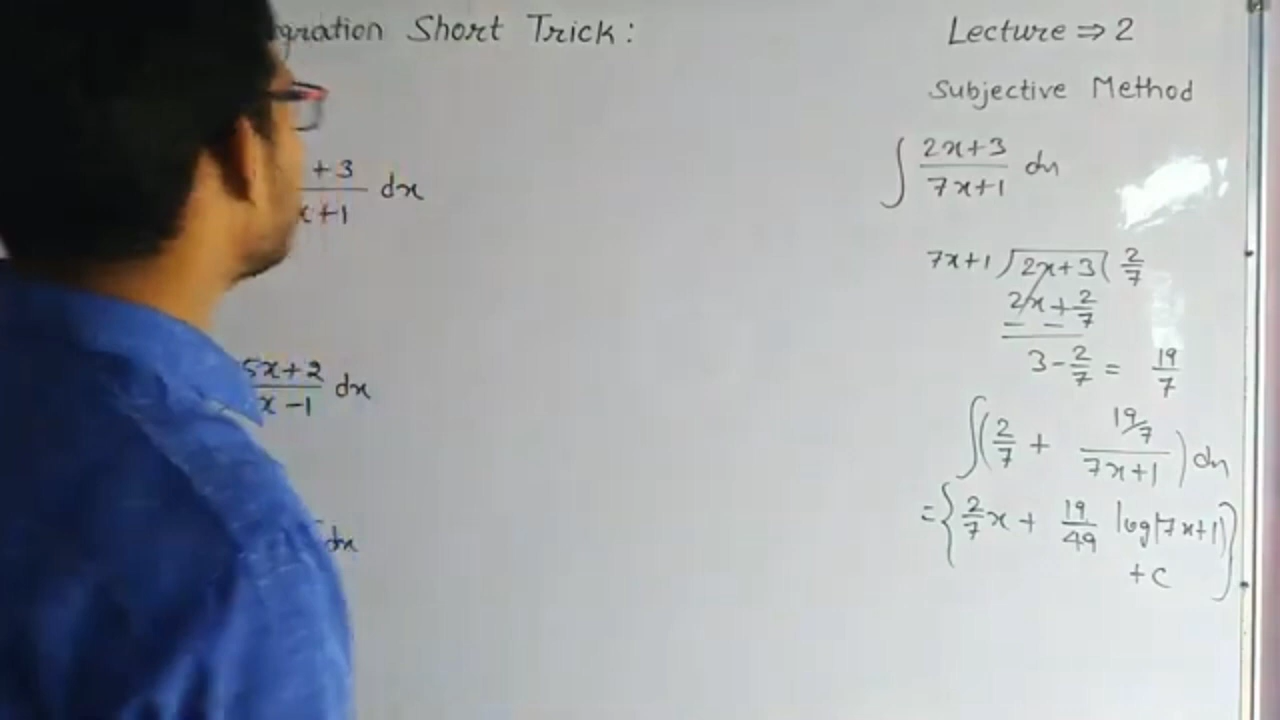 gration Short Trick:
+3
x+1 dx
5x+2
x-1 dx
dx
Lecture ⇒ 2
Subjective Method
∫ (2x+3)/(7x+1) dx
7x+1 ) 2x+3 ( 2/7
2x+2/7
- -
3-2/7 = 19/7
∫(2/7 + (19/7)/(7x+1)) dx
={2/7 x + 19/49 log|7x+1|
+c}